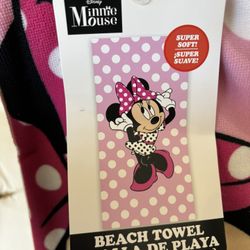 Disney
Minnie
Mouse
SUPER
SOFT!
¡SUPER
SUAVE!
BEACH TOWEL
DE PLAYA